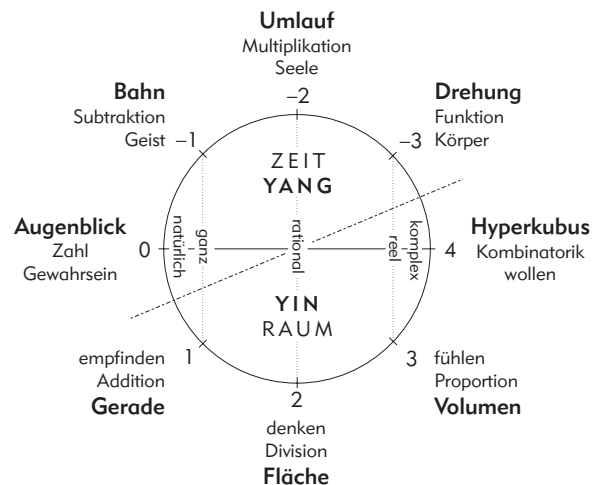 Umlauf
Multiplikation
Seele
−2
Bahn
Subtraktion
Geist −1
Drehung
Funktion
−3 Körper
ZEIT
YANG
Augenblick
Zahl
Gewahrsein
0
natürlich
ganz
rational
reel
komplex
4
Hyperkubus
Kombinatorik
wollen
YIN
RAUM
empfinden
Addition
Gerade
1
2
denken
Division
Fläche
3
fühlen
Proportion
Volumen